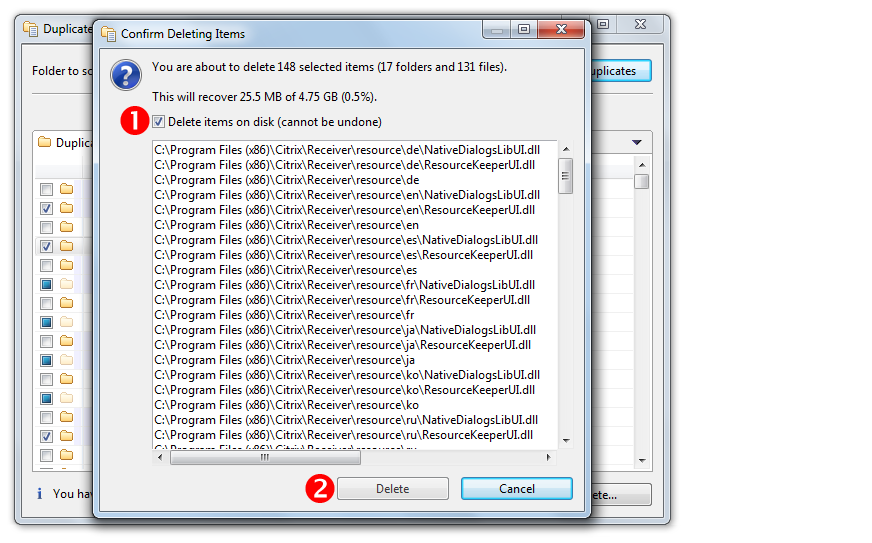 Duplicate
Confirm Deleting Items
Folder to
uplicates
You are about to delete 148 selected items (17 folders and 131 files).
This will recover 25.5 MB of 4.75 GB (0.5%).
1
Delete items on disk (cannot be undone)
Duplic
C:\Program Files (x86)\Citrix\Receiver\resource\de\NativeDialogsLibUI.dll
C:\Program Files (x86)\Citrix\Receiver\resource\de\ResourceKeeperUI.dll
C:\Program Files (x86)\Citrix\Receiver\resource\de
C:\Program Files (x86)\Citrix\Receiver\resource\en\NativeDialogsLibUI.dll
C:\Program Files (x86)\Citrix\Receiver\resource\en\ResourceKeeperUI.dll
C:\Program Files (x86)\Citrix\Receiver\resource\en
C:\Program Files (x86)\Citrix\Receiver\resource\es\NativeDialogsLibUI.dll
C:\Program Files (x86)\Citrix\Receiver\resource\es\ResourceKeeperUI.dll
C:\Program Files (x86)\Citrix\Receiver\resource\es
C:\Program Files (x86)\Citrix\Receiver\resource\fr\NativeDialogsLibUI.dll
C:\Program Files (x86)\Citrix\Receiver\resource\fr\ResourceKeeperUI.dll
C:\Program Files (x86)\Citrix\Receiver\resource\fr
C:\Program Files (x86)\Citrix\Receiver\resource\ja\NativeDialogsLibUI.dll
C:\Program Files (x86)\Citrix\Receiver\resource\ja\ResourceKeeperUI.dll
C:\Program Files (x86)\Citrix\Receiver\resource\ja
C:\Program Files (x86)\Citrix\Receiver\resource\ko\NativeDialogsLibUI.dll
C:\Program Files (x86)\Citrix\Receiver\resource\ko\ResourceKeeperUI.dll
C:\Program Files (x86)\Citrix\Receiver\resource\ko
C:\Program Files (x86)\Citrix\Receiver\resource\ru\NativeDialogsLibUI.dll
C:\Program Files (x86)\Citrix\Receiver\resource\ru\ResourceKeeperUI.dll
C:\Program Files (x86)\Citrix\Receiver\resource\ru
2
Delete
Cancel
You hav
ete...